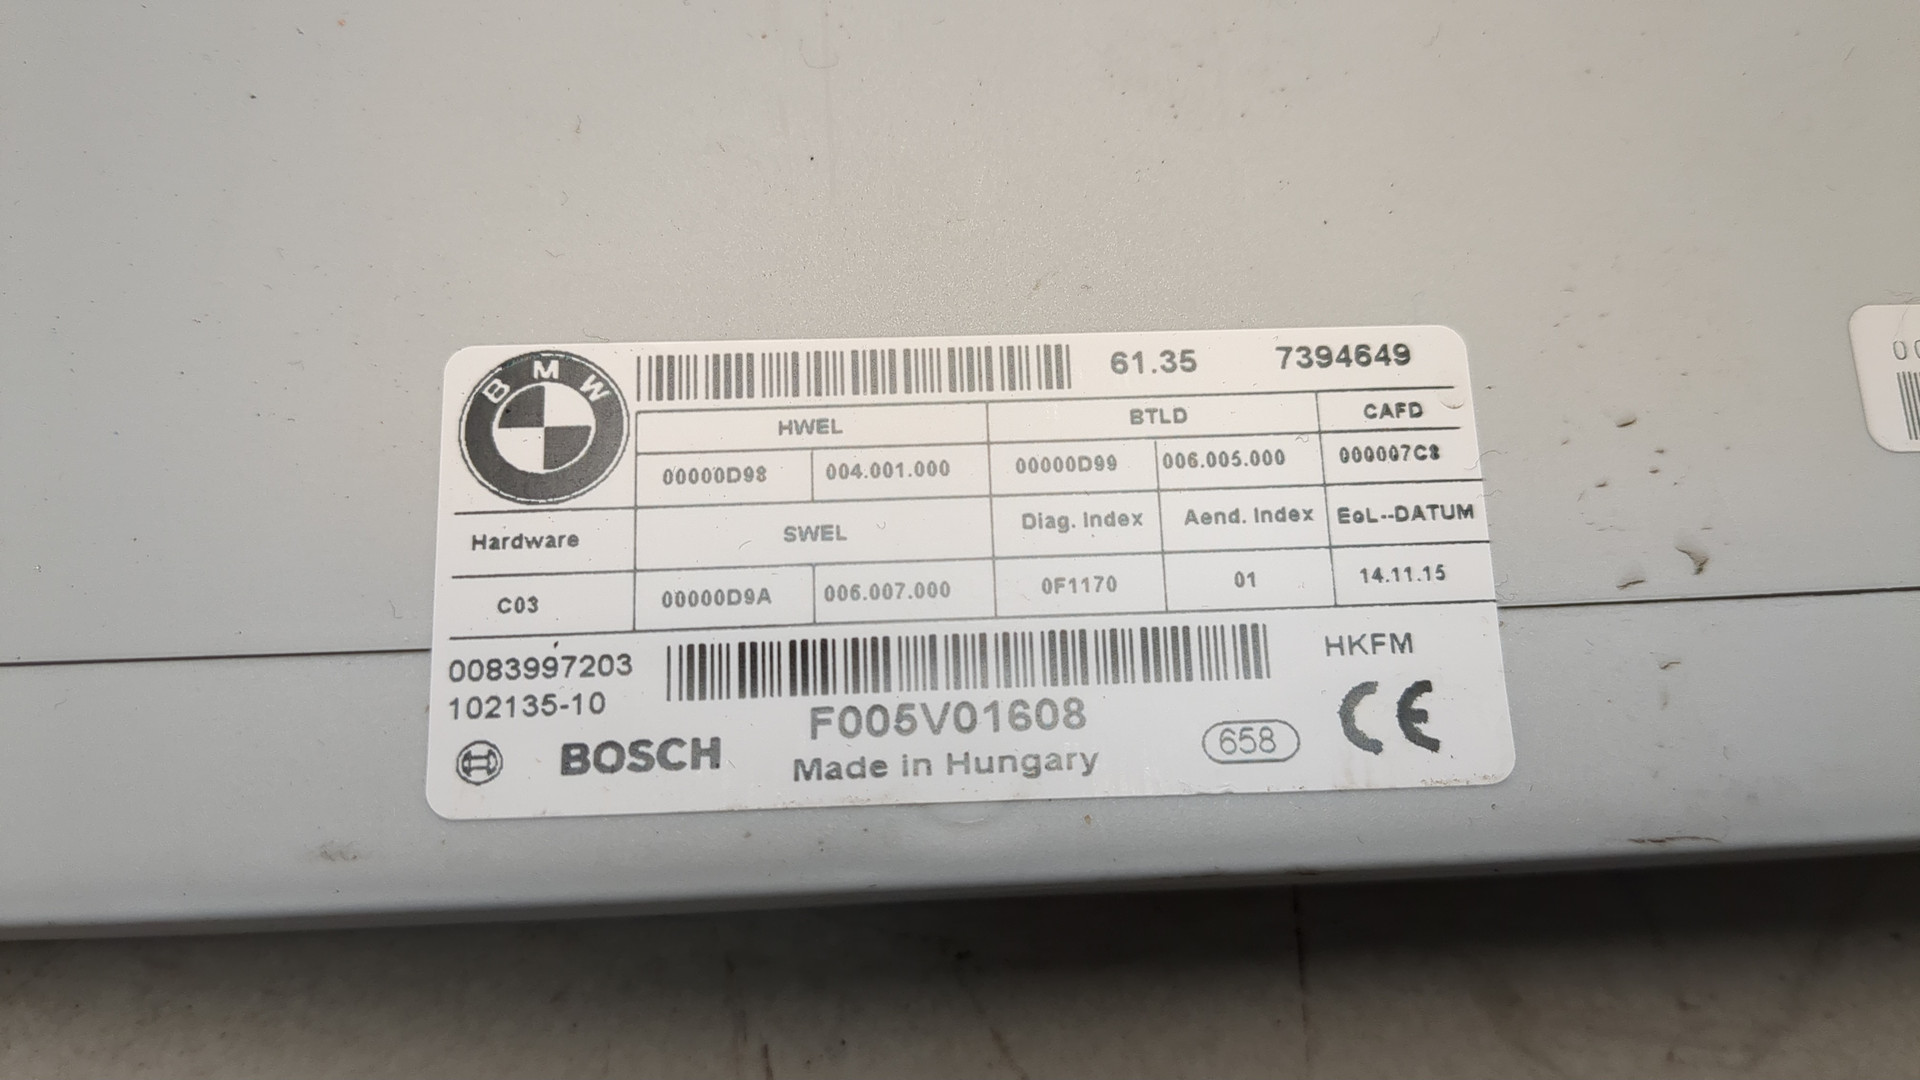 BMW
61.35 7394649
HWEL BTLD CAFD
00000D98 004.001.000 00000D99 006.005.000 000007C8
Hardware SWEL Diag. Index Aend. Index EoL--DATUM
C03 00000D9A 006.007.000 0F1170 01 14.11.15
0083997203 HKFM
102135-10
F005V01608
BOSCH Made in Hungary 658 CE